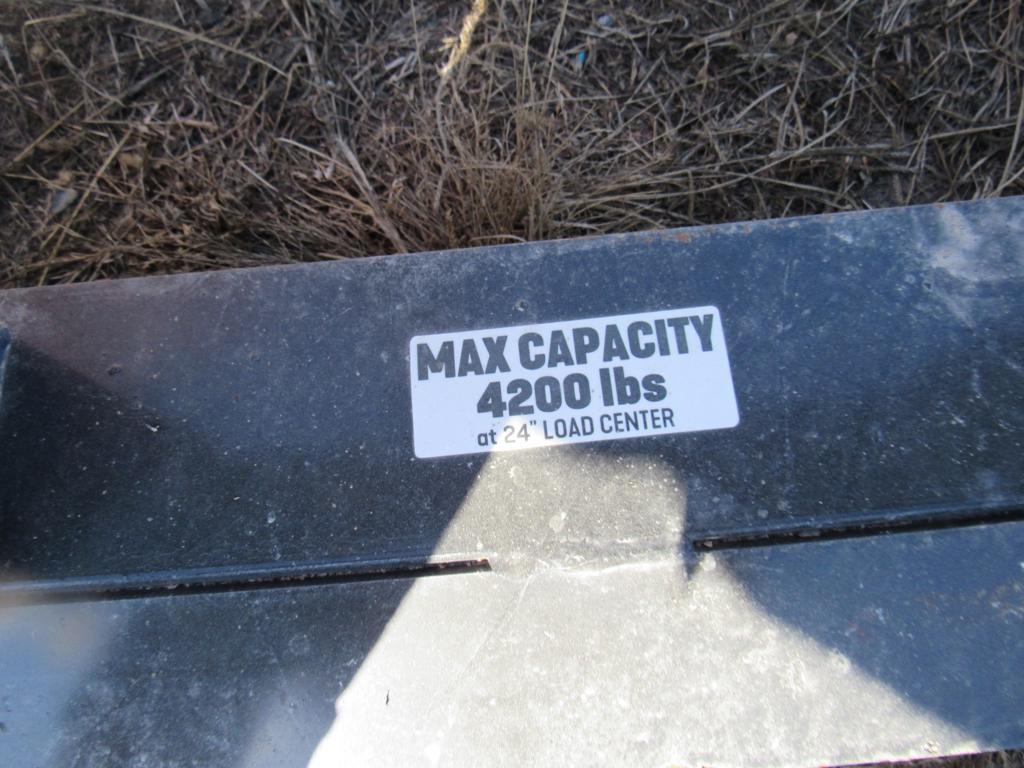 MAX CAPACITY
4200 lbs
at 24" LOAD CENTER